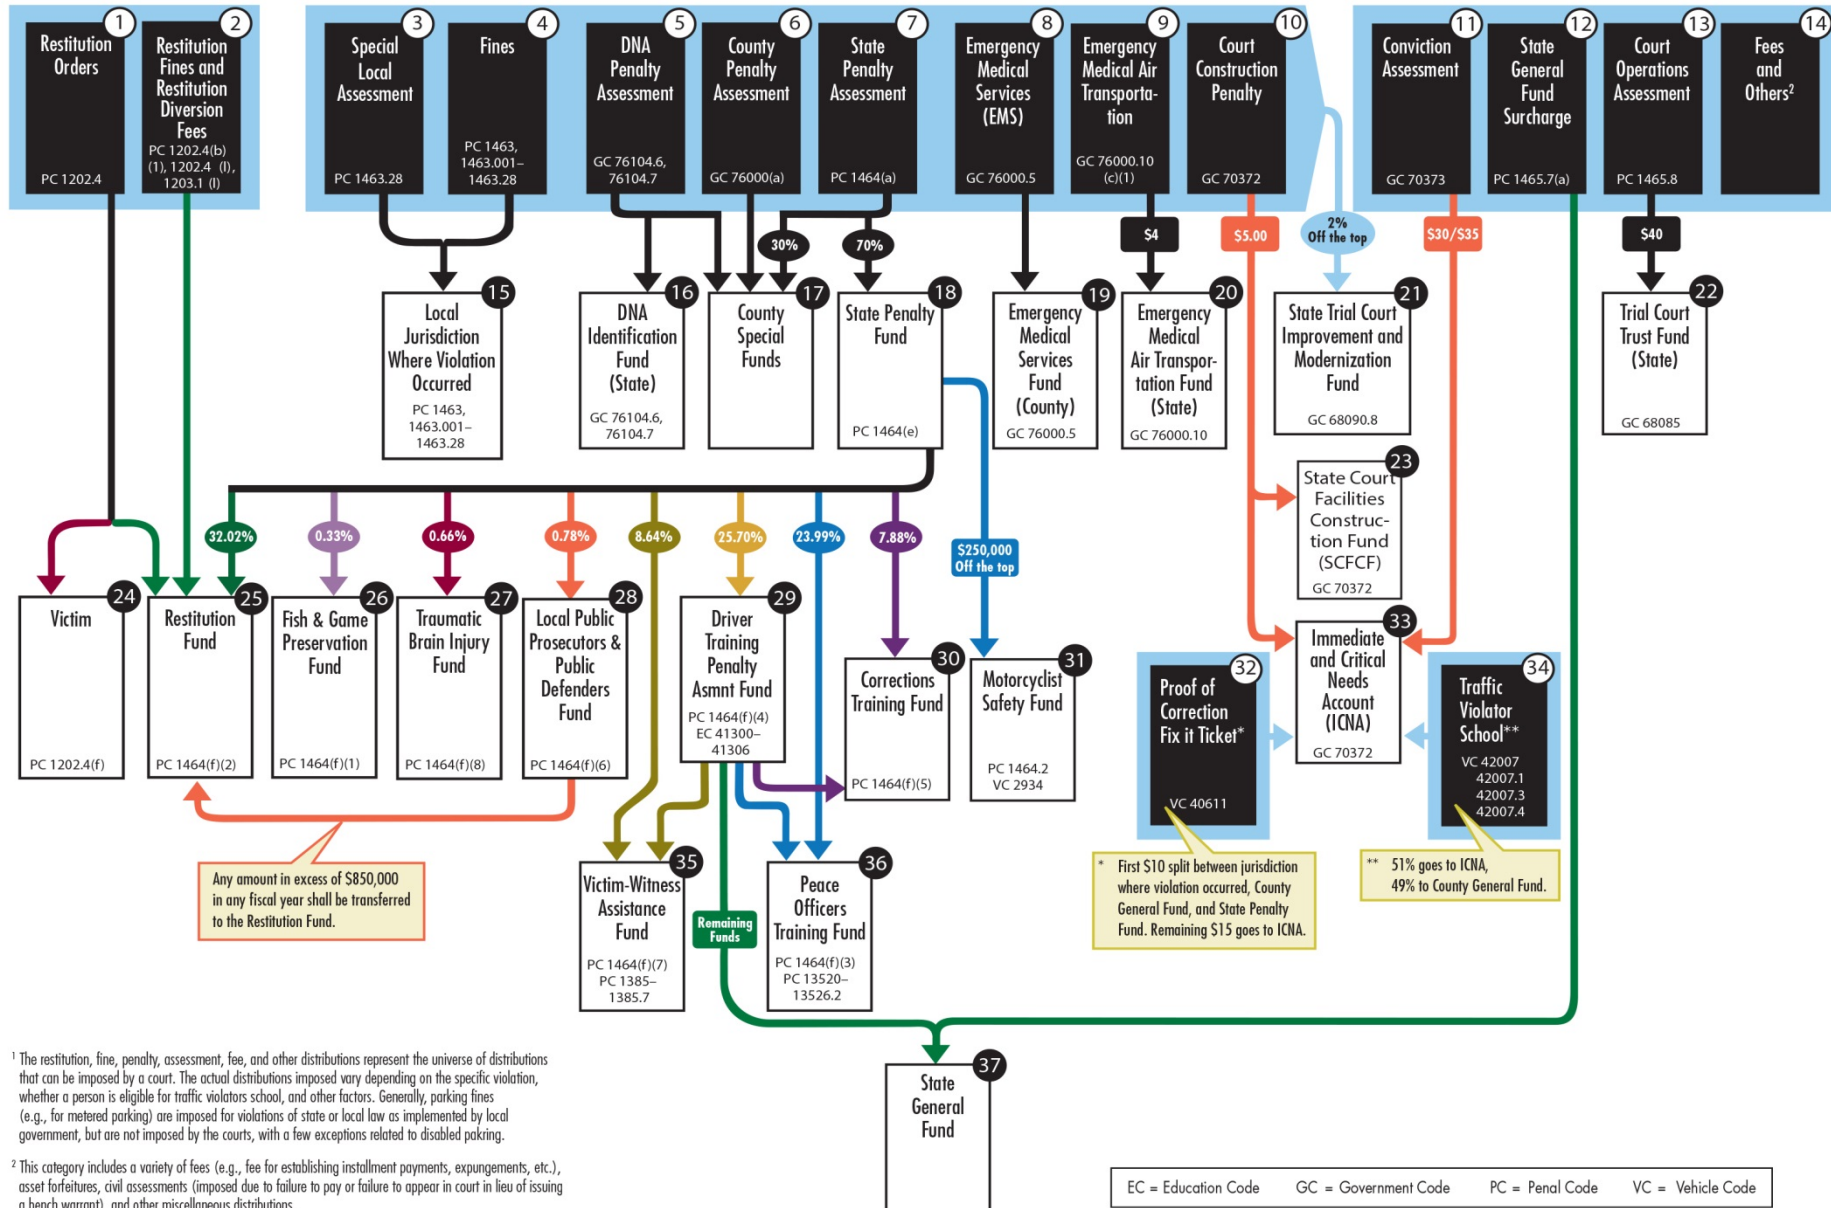 1
Restitution
Orders
PC 1202.4
2
Restitution
Fines and
Restitution
Diversion
Fees
PC 1202.4(b)
(1), 1202.4 (l),
1203.1 (l)
3
Special
Local
Assessment
PC 1463.28
4
Fines
PC 1463,
1463.001–
1463.28
5
DNA
Penalty
Assessment
GC 76104.6,
76104.7
6
County
Penalty
Assessment
GC 76000(a)
7
State
Penalty
Assessment
PC 1464(a)
8
Emergency
Medical
Services
(EMS)
GC 76000.5
9
Emergency
Medical Air
Transporta-
tion
GC 76000.10
(c)(1)
10
Court
Construction
Penalty
GC 70372
11
Conviction
Assessment
GC 70373
12
State
General
Fund
Surcharge
PC 1465.7(a)
13
Court
Operations
Assessment
PC 1465.8
14
Fees
and
Others2
30%
70%
$4
$5.00
2%
Off the top
$30/$35
$40
15
Local
Jurisdiction
Where Violation
Occurred
PC 1463,
1463.001–
1463.28
16
DNA
Identification
Fund
(State)
GC 76104.6,
76104.7
17
County
Special
Funds
18
State Penalty
Fund
PC 1464(e)
19
Emergency
Medical
Services
Fund
(County)
GC 76000.5
20
Emergency
Medical
Air Transpor-
tation Fund
(State)
GC 76000.10
21
State Trial Court
Improvement and
Modernization
Fund
GC 68090.8
22
Trial Court
Trust Fund
(State)
GC 68085
23
State Court
Facilities
Construc-
tion Fund
(SCFCF)
GC 70372
32.02%
0.33%
0.66%
0.78%
8.64%
25.70%
23.99%
7.88%
$250,000
Off the top
24
Victim
PC 1202.4(f)
25
Restitution
Fund
PC 1464(f)(2)
26
Fish & Game
Preservation
Fund
PC 1464(f)(1)
27
Traumatic
Brain Injury
Fund
PC 1464(f)(8)
28
Local Public
Prosecutors &
Public
Defenders
Fund
PC 1464(f)(6)
29
Driver
Training
Penalty
Asmnt Fund
PC 1464(f)(4)
EC 41300–
41306
30
Corrections
Training Fund
PC 1464(f)(5)
31
Motorcyclist
Safety Fund
PC 1464.2
VC 2934
32
Proof of
Correction
Fix it Ticket*
VC 40611
33
Immediate
and Critical
Needs
Account
(ICNA)
GC 70372
34
Traffic
Violator
School**
VC 42007
42007.1
42007.3
42007.4
Any amount in excess of $850,000
in any fiscal year shall be transferred
to the Restitution Fund.
35
Victim-Witness
Assistance
Fund
PC 1464(f)(7)
PC 1385–
1385.7
Remaining
Funds
36
Peace
Officers
Training Fund
PC 1464(f)(3)
PC 13520–
13526.2
* First $10 split between jurisdiction
where violation occurred, County
General Fund, and State Penalty
Fund. Remaining $15 goes to ICNA.
** 51% goes to ICNA,
49% to County General Fund.
37
State
General
Fund
1 The restitution, fine, penalty, assessment, fee, and other distributions represent the universe of distributions
that can be imposed by a court. The actual distributions imposed vary depending on the specific violation,
whether a person is eligible for traffic violators school, and other factors. Generally, parking fines
(e.g., for metered parking) are imposed for violations of state or local law as implemented by local
government, but are not imposed by the courts, with a few exceptions related to disabled pakring.
2 This category includes a variety of fees (e.g., fee for establishing installment payments, expungements, etc.),
asset forfeitures, civil assessments (imposed due to failure to pay or failure to appear in court in lieu of issuing
a bench warrant), and other miscellaneous distributions.
EC = Education Code GC = Government Code PC = Penal Code VC = Vehicle Code